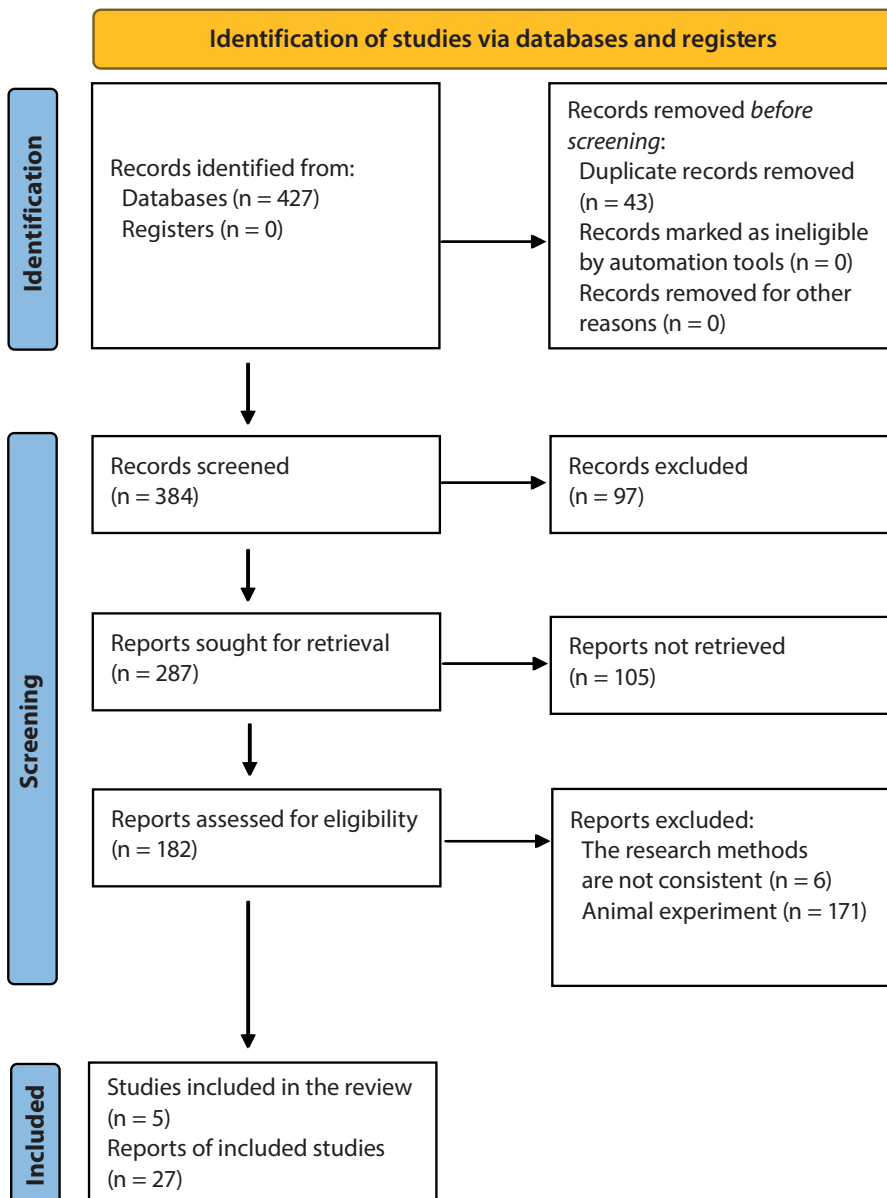 Identification of studies via databases and registers
Identification
Records identified from:
Databases (n = 427)
Registers (n = 0)
Records removed before
screening:
Duplicate records removed
(n = 43)
Records marked as ineligible
by automation tools (n = 0)
Records removed for other
reasons (n = 0)
Screening
Records screened
(n = 384)
Records excluded
(n = 97)
Reports sought for retrieval
(n = 287)
Reports not retrieved
(n = 105)
Reports assessed for eligibility
(n = 182)
Reports excluded:
The research methods
are not consistent (n = 6)
Animal experiment (n = 171)
Included
Studies included in the review
(n = 5)
Reports of included studies
(n = 27)